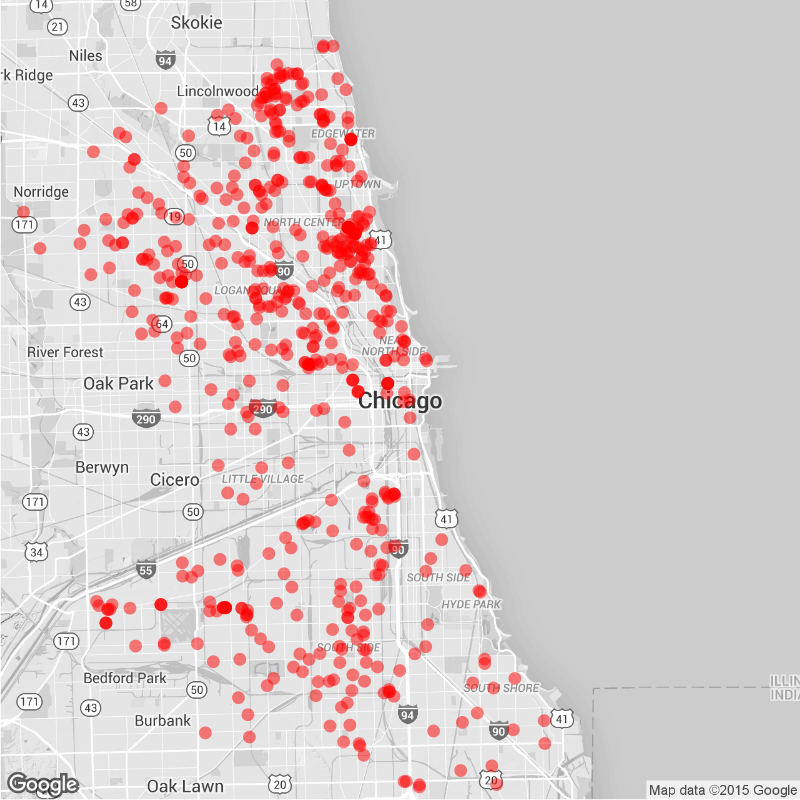 14
58
Skokie
21
Niles
94
rk Ridge
Lincolnwood
43
14
EDGEWATER
50
UPTOWN
Norridge
171
19
NORTH CENTER
41
50
90
LOGAN SQUARE
43
64
NEAR
NORTH SIDE
River Forest
50
Oak Park
290
290
Chicago
43
Berwyn
Cicero
LITTLE VILLAGE
171
50
41
34
90
55
SOUTH SIDE
HYDE PARK
171
SOUTH SIDE
Bedford Park
ILLIN
INDIA
50
SOUTH SHORE
171
43
94
Burbank
41
90
Google
Oak Lawn
20
20
Map data ©2015 Google